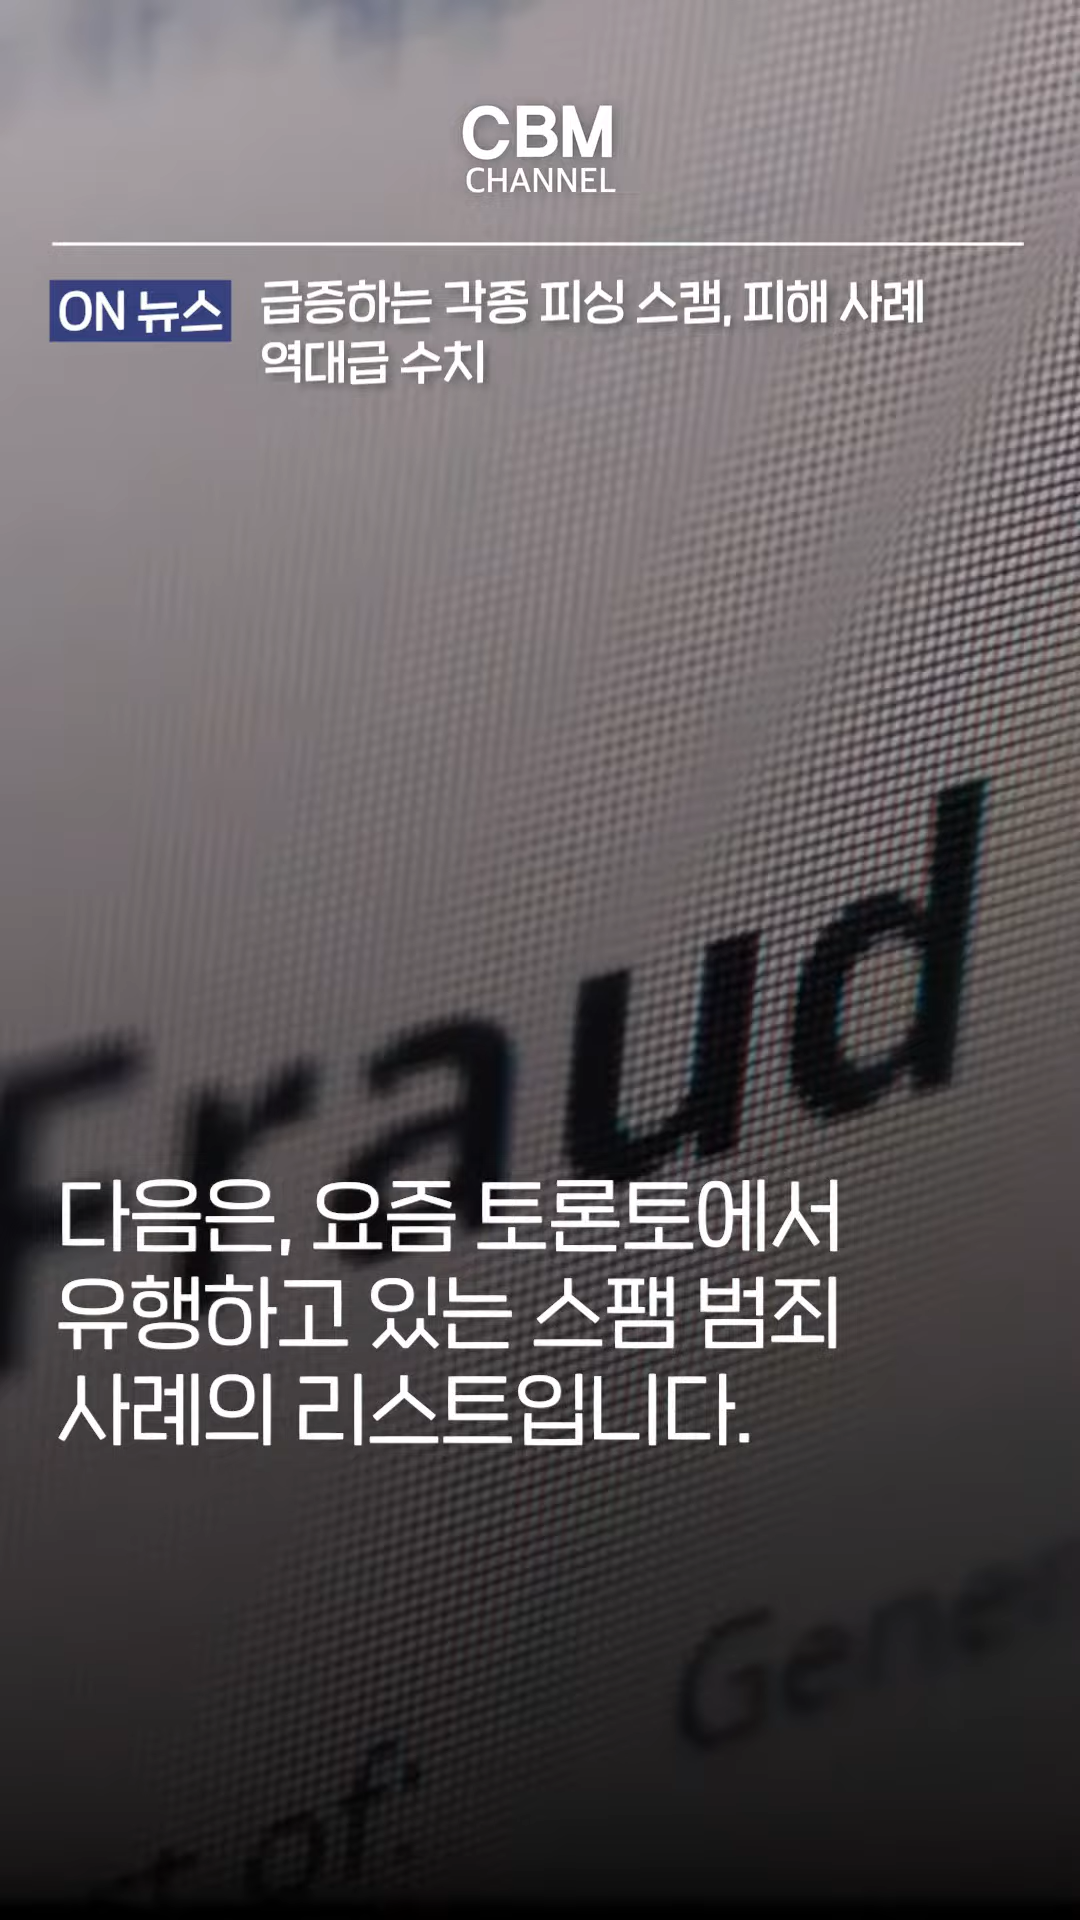 CBM
CHANNEL
ON 뉴스
급증하는 각종 피싱 스캠, 피해 사례
역대급 수치
Fraud
다음은, 요즘 토론토에서
유행하고 있는 스팸 범죄
사례의 리스트입니다.
of: